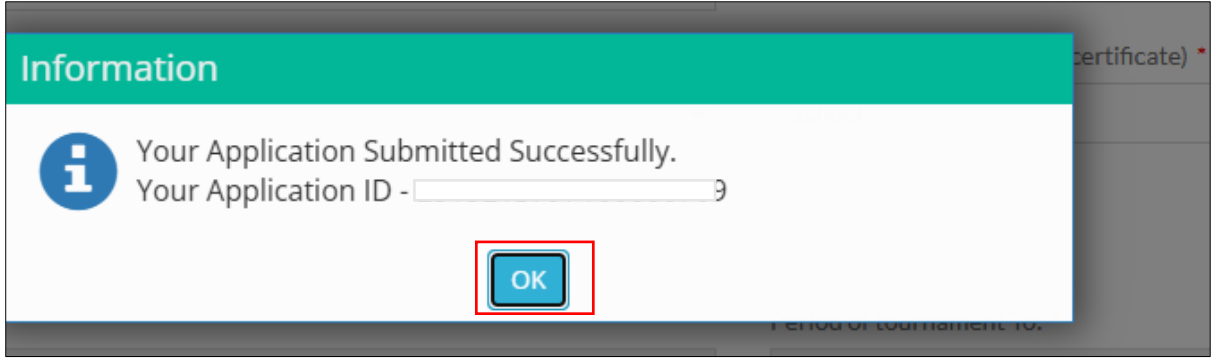 certificate) *
Information
Your Application Submitted Successfully.
Your Application ID - 9
OK
Period of tournament To: